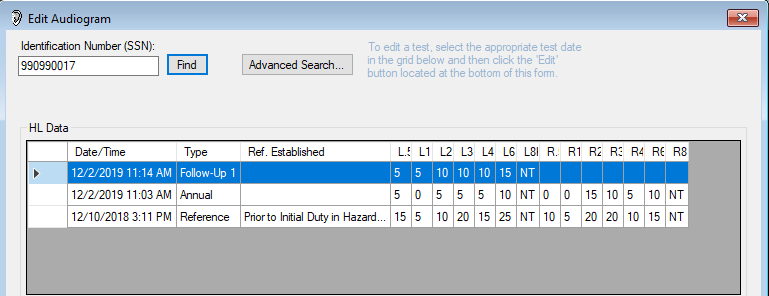 Edit Audiogram
Identification Number (SSN):
990990017
Find
Advanced Search...
To edit a test, select the appropriate test date
in the grid below and then click the 'Edit'
button located at the bottom of this form.
HL Data
Date/Time Type Ref. Established L.5 L1 L2 L3 L4 L6 L8 R. R1 R2 R3 R4 R6 R8
12/2/2019 11:14 AM Follow-Up 1 5 5 10 10 10 15 NT
12/2/2019 11:03 AM Annual 5 0 5 5 5 10 NT 0 0 15 10 5 10 NT
12/10/2018 3:11 PM Reference Prior to Initial Duty in Hazard... 15 5 10 20 15 25 NT 10 5 20 20 10 15 NT